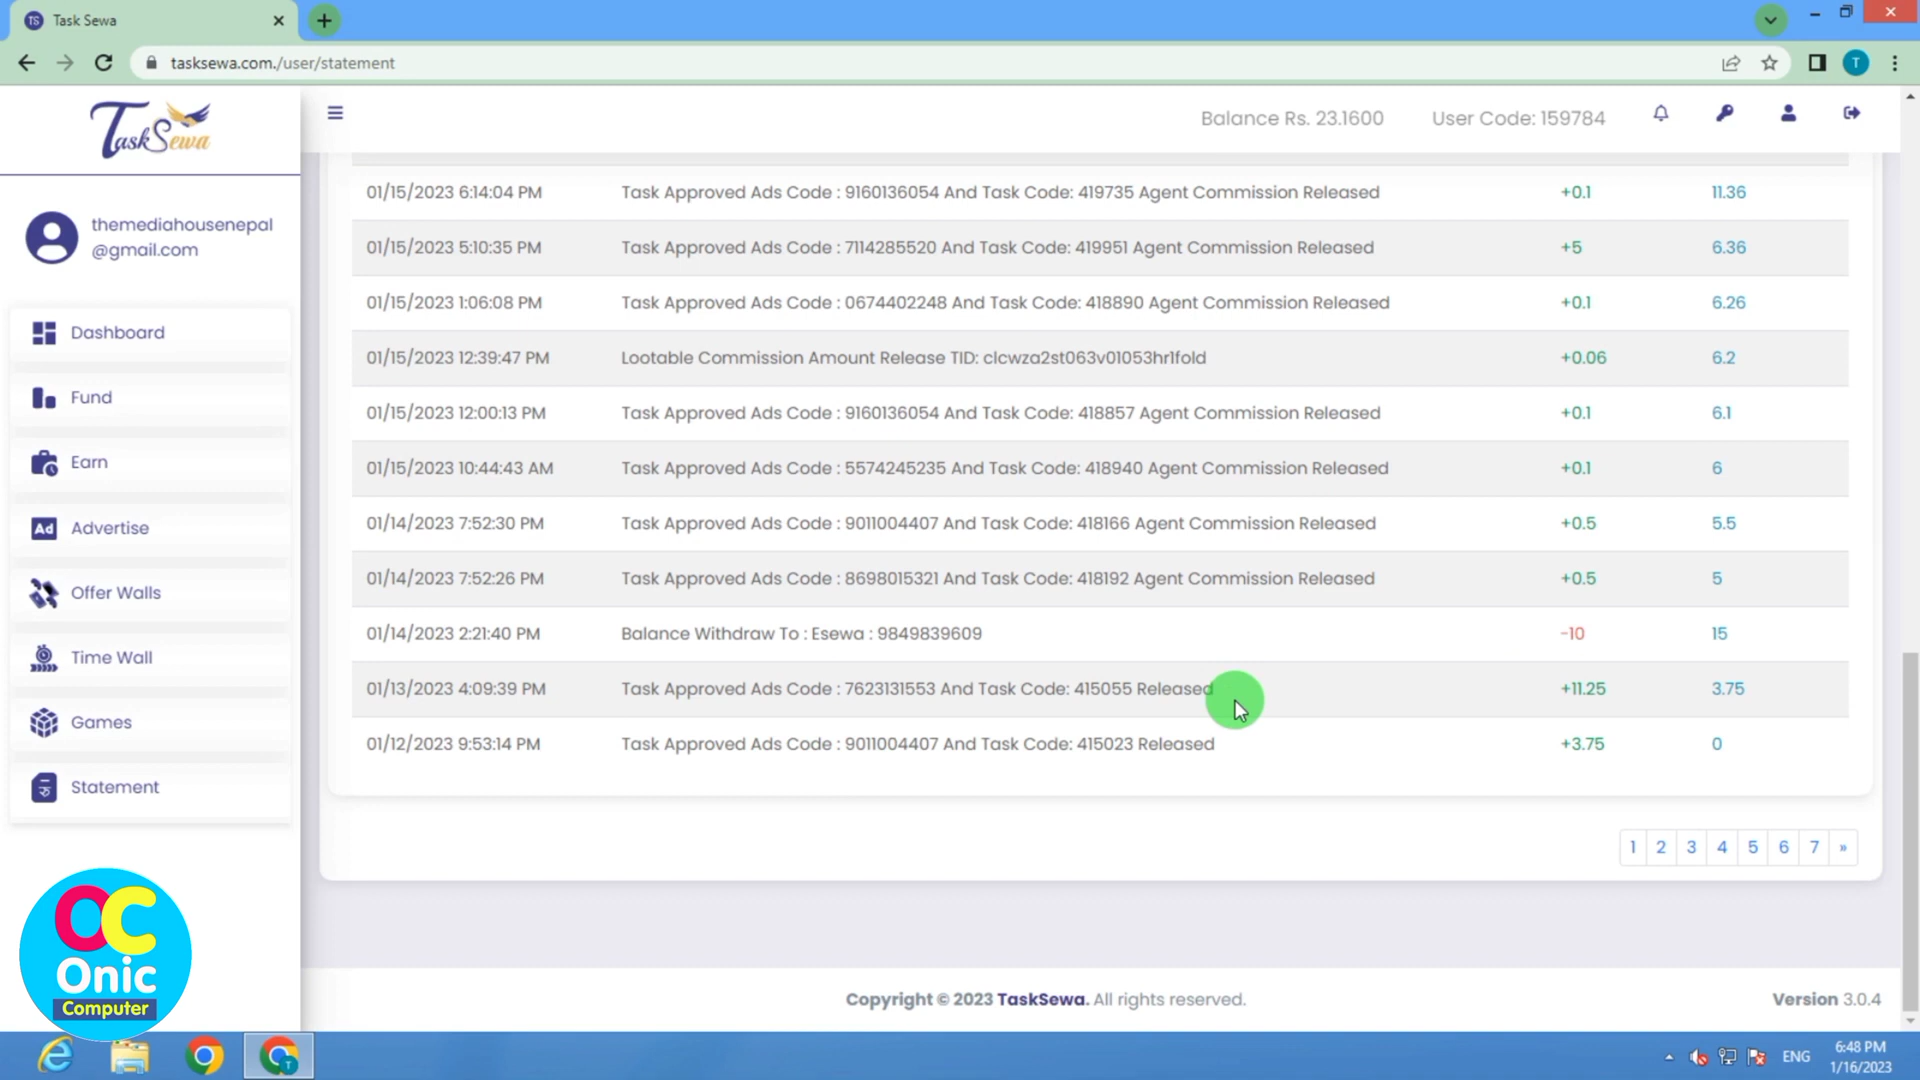 TS Task Sewa
tasksewa.com./user/statement
T
TaskSewa
Balance Rs. 23.1600 User Code: 159784
themediahousenepal
@gmail.com
Dashboard
Fund
Earn
Ad Advertise
Offer Walls
Time Wall
Games
Statement
01/15/2023 6:14:04 PM Task Approved Ads Code : 9160136054 And Task Code: 419735 Agent Commission Released +0.1 11.36
01/15/2023 5:10:35 PM Task Approved Ads Code : 7114285520 And Task Code: 419951 Agent Commission Released +5 6.36
01/15/2023 1:06:08 PM Task Approved Ads Code : 0674402248 And Task Code: 418890 Agent Commission Released +0.1 6.26
01/15/2023 12:39:47 PM Lootable Commission Amount Release TID: clcwza2st063v01053hr1fold +0.06 6.2
01/15/2023 12:00:13 PM Task Approved Ads Code : 9160136054 And Task Code: 418857 Agent Commission Released +0.1 6.1
01/15/2023 10:44:43 AM Task Approved Ads Code : 5574245235 And Task Code: 418940 Agent Commission Released +0.1 6
01/14/2023 7:52:30 PM Task Approved Ads Code : 9011004407 And Task Code: 418166 Agent Commission Released +0.5 5.5
01/14/2023 7:52:26 PM Task Approved Ads Code : 8698015321 And Task Code: 418192 Agent Commission Released +0.5 5
01/14/2023 2:21:40 PM Balance Withdraw To : Esewa : 9849839609 -10 15
01/13/2023 4:09:39 PM Task Approved Ads Code : 7623131553 And Task Code: 415055 Released +11.25 3.75
01/12/2023 9:53:14 PM Task Approved Ads Code : 9011004407 And Task Code: 415023 Released +3.75 0
1 2 3 4 5 6 7 »
Copyright © 2023 TaskSewa. All rights reserved.
Version 3.0.4
OC
Onic
Computer
ENG
6:48 PM
1/16/2023